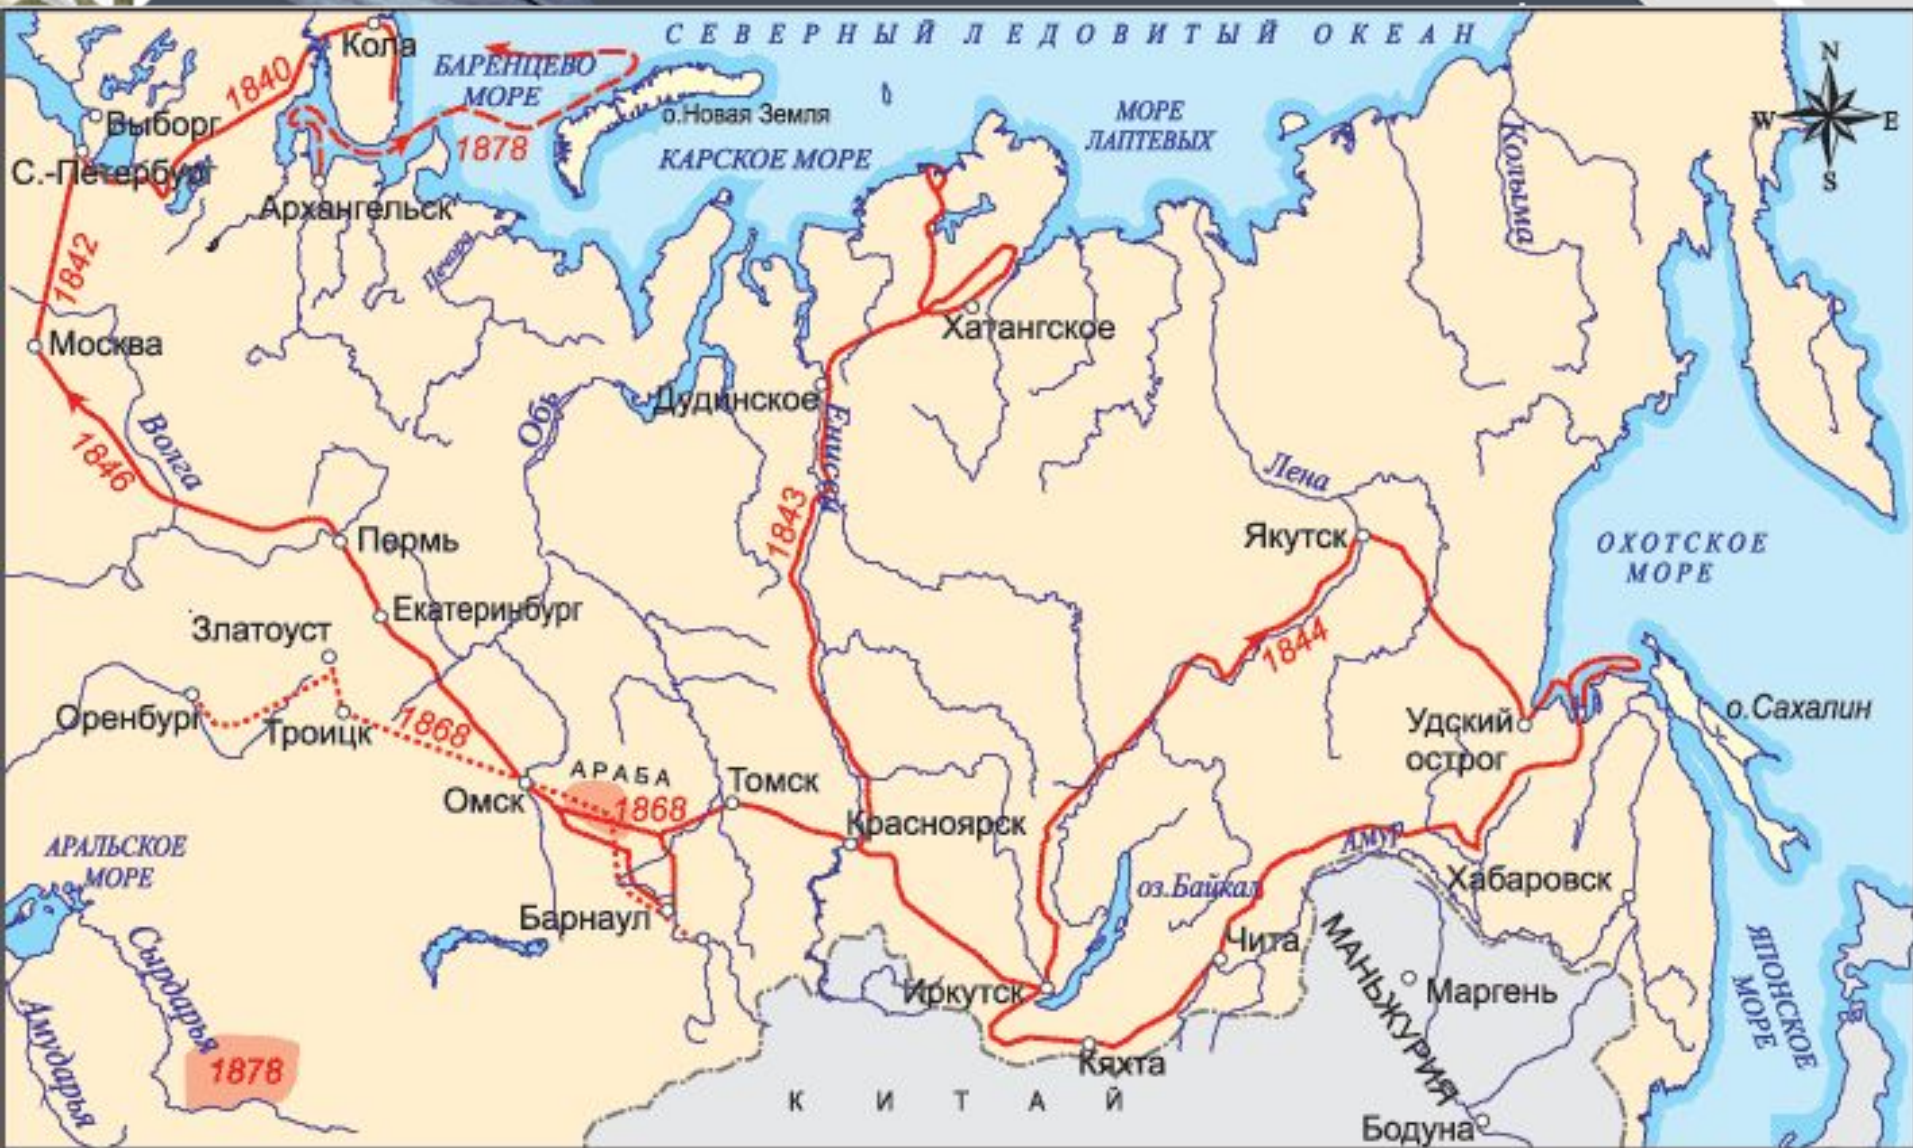 СЕВЕРНЫЙ ЛЕДОВИТЫЙ ОКЕАН
Кола
N
БАРЕНЦЕВО
МОРЕ
1840
W
E
S
о.Новая Земля
МОРЕ
ЛАПТЕВЫХ
Выборг
1878
КАРСКОЕ МОРЕ
С.-Петербург
Колыма
Архангельск
Печора
1842
Хатангское
Москва
Дудинское
Обь
Енисей
Волга
1846
Лена
1843
Якутск
Пермь
ОХОТСКОЕ
МОРЕ
Екатеринбург
Златоуст
1844
Оренбург
Троицк
1868
Удский
острог
о.Сахалин
АРАБА
Томск
Омск
1868
Красноярск
Амур
АРАЛЬСКОЕ
МОРЕ
оз.Байкал
Хабаровск
Барнаул
Чита
Сырдарья
МАНЬЖУРИЯ
ЯПОНСКОЕ
МОРЕ
Иркутск
Маргень
Амударья
1878
Кяхта
КИТАЙ
Бодуна